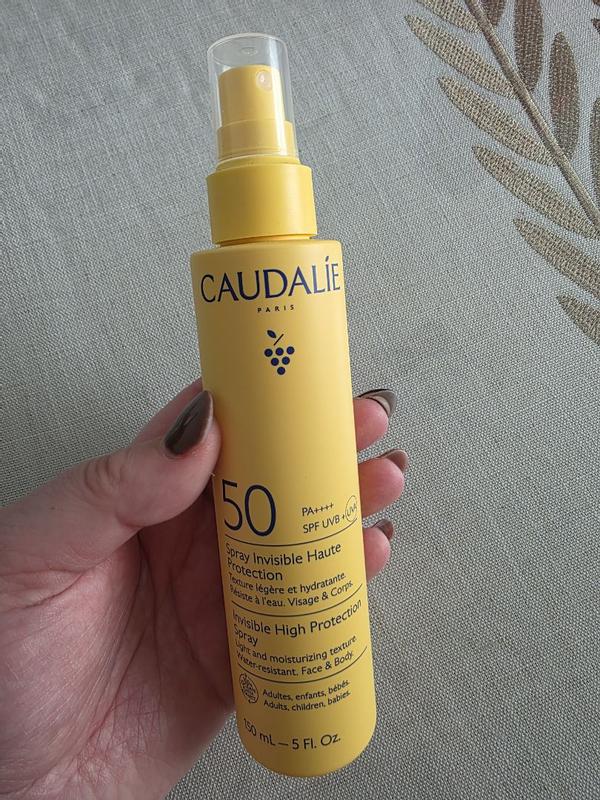 CAUDALÍE
PARIS
50
PA++++
SPF UVB + UVA
Spray Invisible Haute
Protection
Texture légère et hydratante.
Résiste à l'eau. Visage & Corps.
Invisible High Protection
Spray
Light and moisturizing texture.
Water-resistant. Face & Body.
Adultes, enfants, bébés.
Adults, children, babies.
150 mL – 5 Fl. Oz.